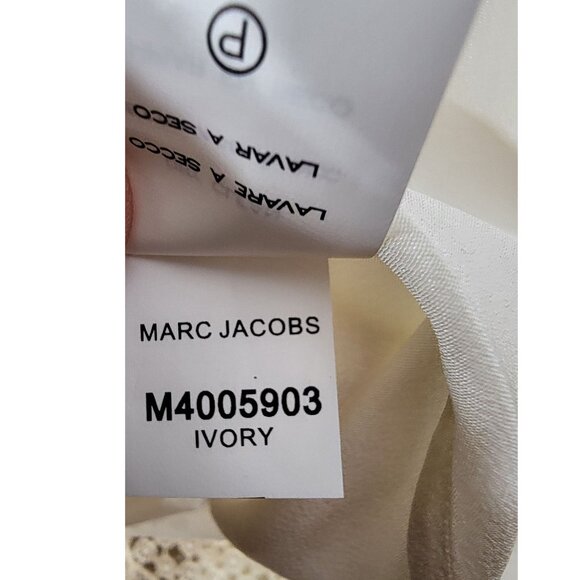 P
LAVAR A SECO
LAVARE A SECCO
MARC JACOBS
M4005903
IVORY